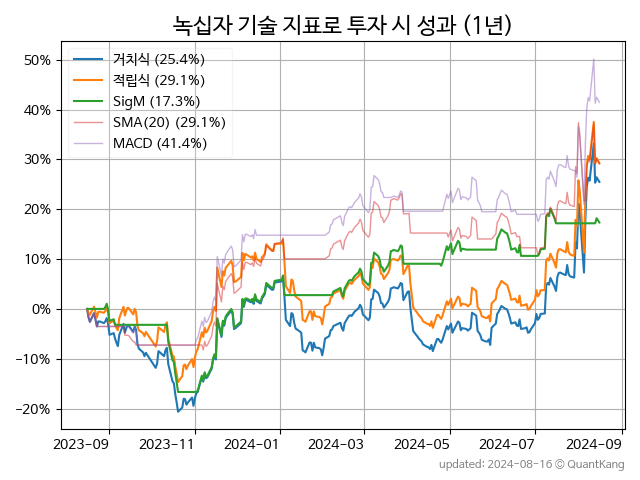 녹십자 기술 지표로 투자 시 성과 (1년)
거치식 (25.4%)
적립식 (29.1%)
SigM (17.3%)
SMA(20) (29.1%)
MACD (41.4%)
50%
40%
30%
20%
10%
0%
−10%
−20%
2023−09
2023−11
2024−01
2024−03
2024−05
2024−07
2024−09
updated: 2024−08−16 © QuantKang